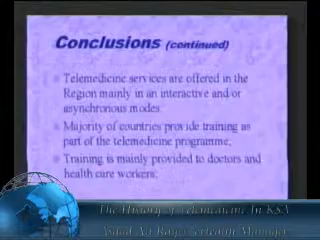 Conclusions (continued)
Telemedicine services are offered in the
Region mainly in an interactive and/or
asynchronous modes.
Majority of countries provide training as
part of the telemedicine programme;
Training is mainly provided to doctors and
health care workers;
The History of Telemedicine In KSA